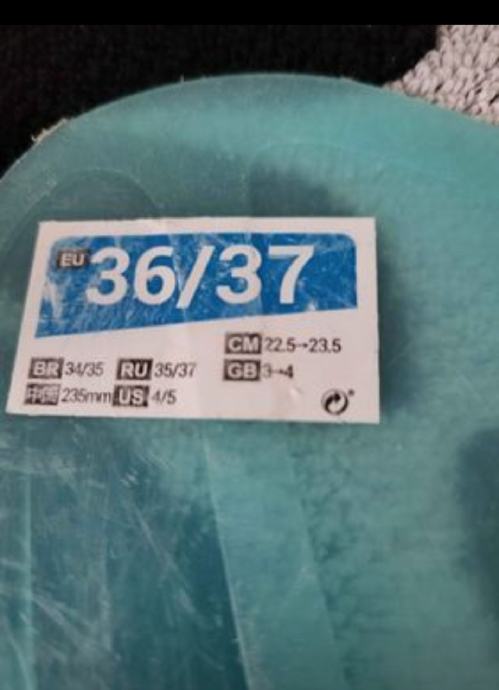 EU 36/37
CM 22.5→23.5
BR 34/35 RU 35/37 GB 3→4
中国 235mm US 4/5